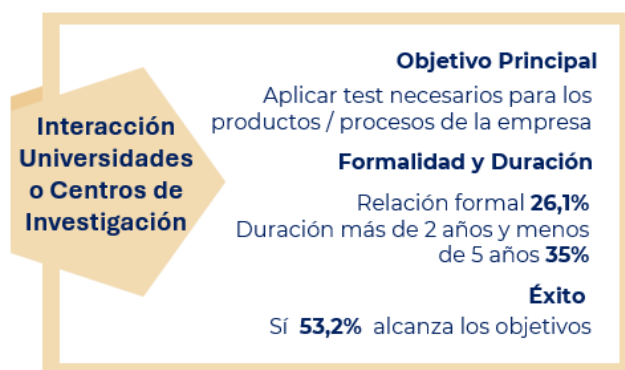 Interacción
Universidades
o Centros de
Investigación
Objetivo Principal
Aplicar test necesarios para los
productos / procesos de la empresa
Formalidad y Duración
Relación formal 26,1%
Duración más de 2 años y menos
de 5 años 35%
Éxito
Sí 53,2% alcanza los objetivos